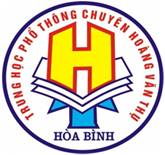 TRUNG HỌC PHỔ THÔNG CHUYÊN HOÀNG VĂN THỤ
H
HÒA BÌNH